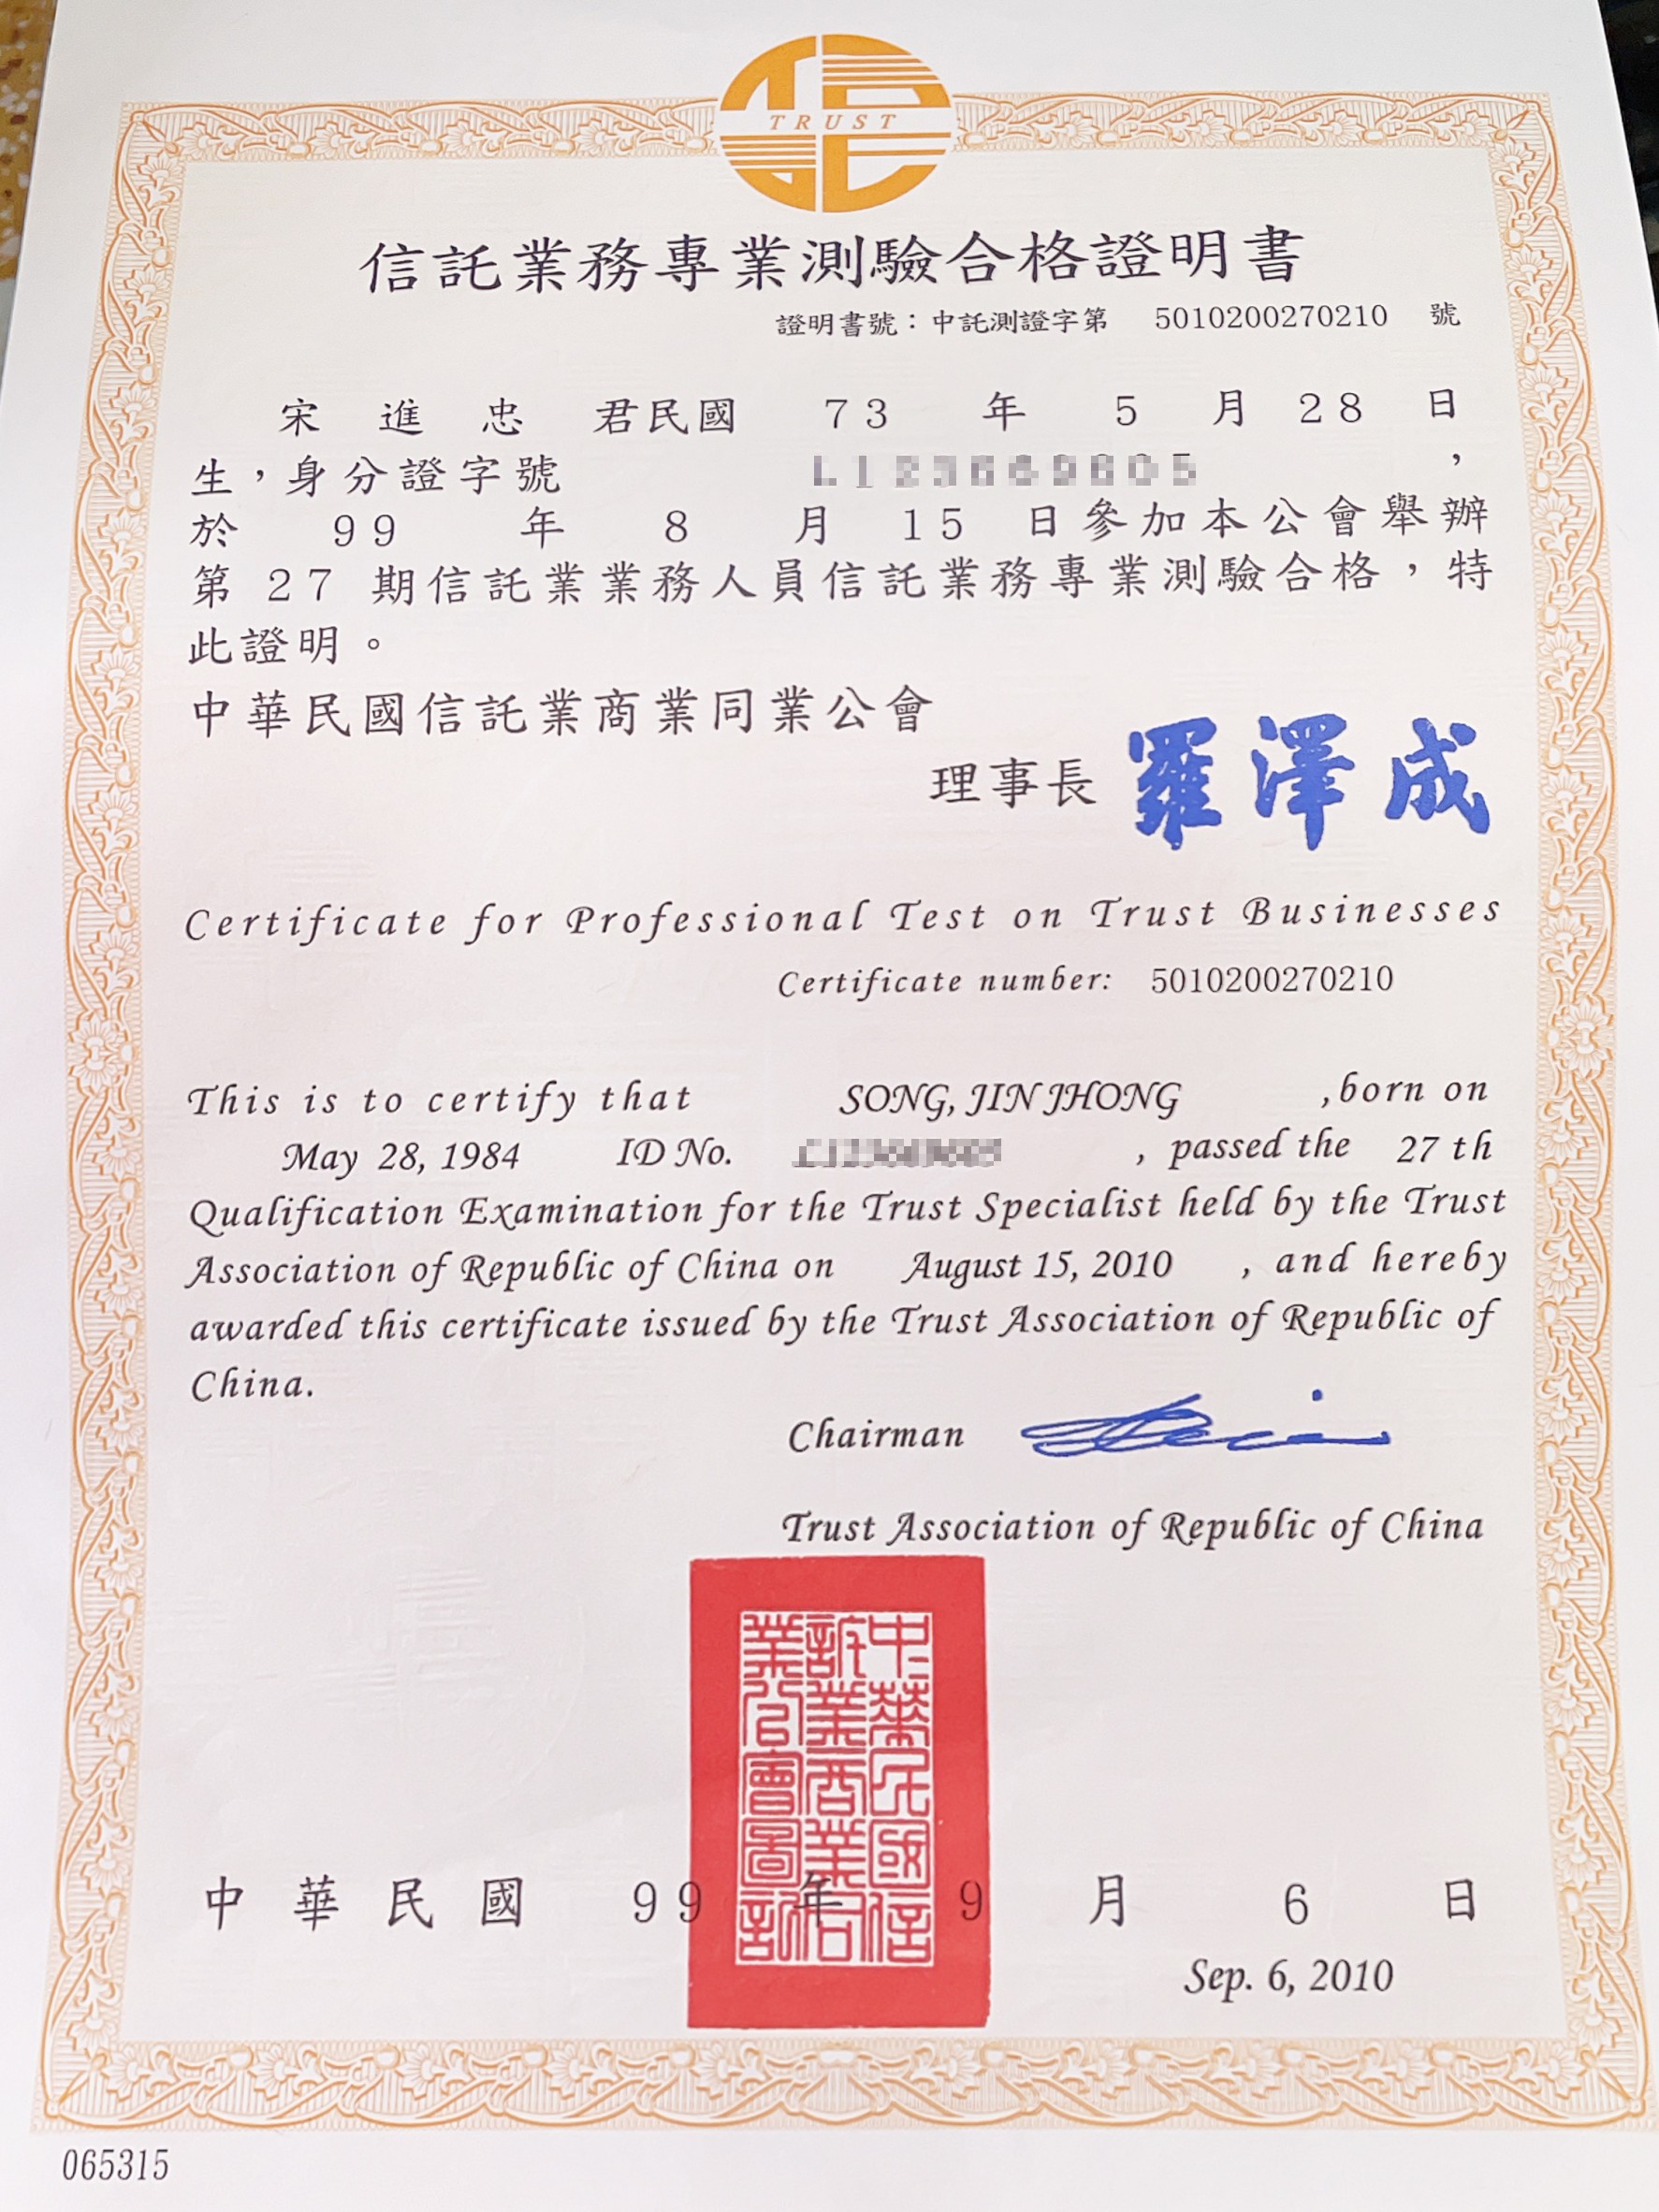 TRUST
信託業務專業測驗合格證明書
證明書號：中託測證字第 5010200270210 號
宋進忠 君民國 73 年 5 月 28 日
生，身分證字號 ，
於 99 年 8 月 15 日參加本公會舉辦
第 27 期信託業業務人員信託業務專業測驗合格，特
此證明。
中華民國信託業商業同業公會
理事長 羅澤成
Certificate for Professional Test on Trust Businesses
Certificate number: 5010200270210
This is to certify that SONG, JIN JHONG ,born on
May 28, 1984 ID No. , passed the 27 th
Qualification Examination for the Trust Specialist held by the Trust
Association of Republic of China on August 15, 2010 , and hereby
awarded this certificate issued by the Trust Association of Republic of
China.
Chairman
Trust Association of Republic of China
中華民國信
託業商業同
業公會圖記
中華民國 99 年 9 月 6 日
Sep. 6, 2010
065315